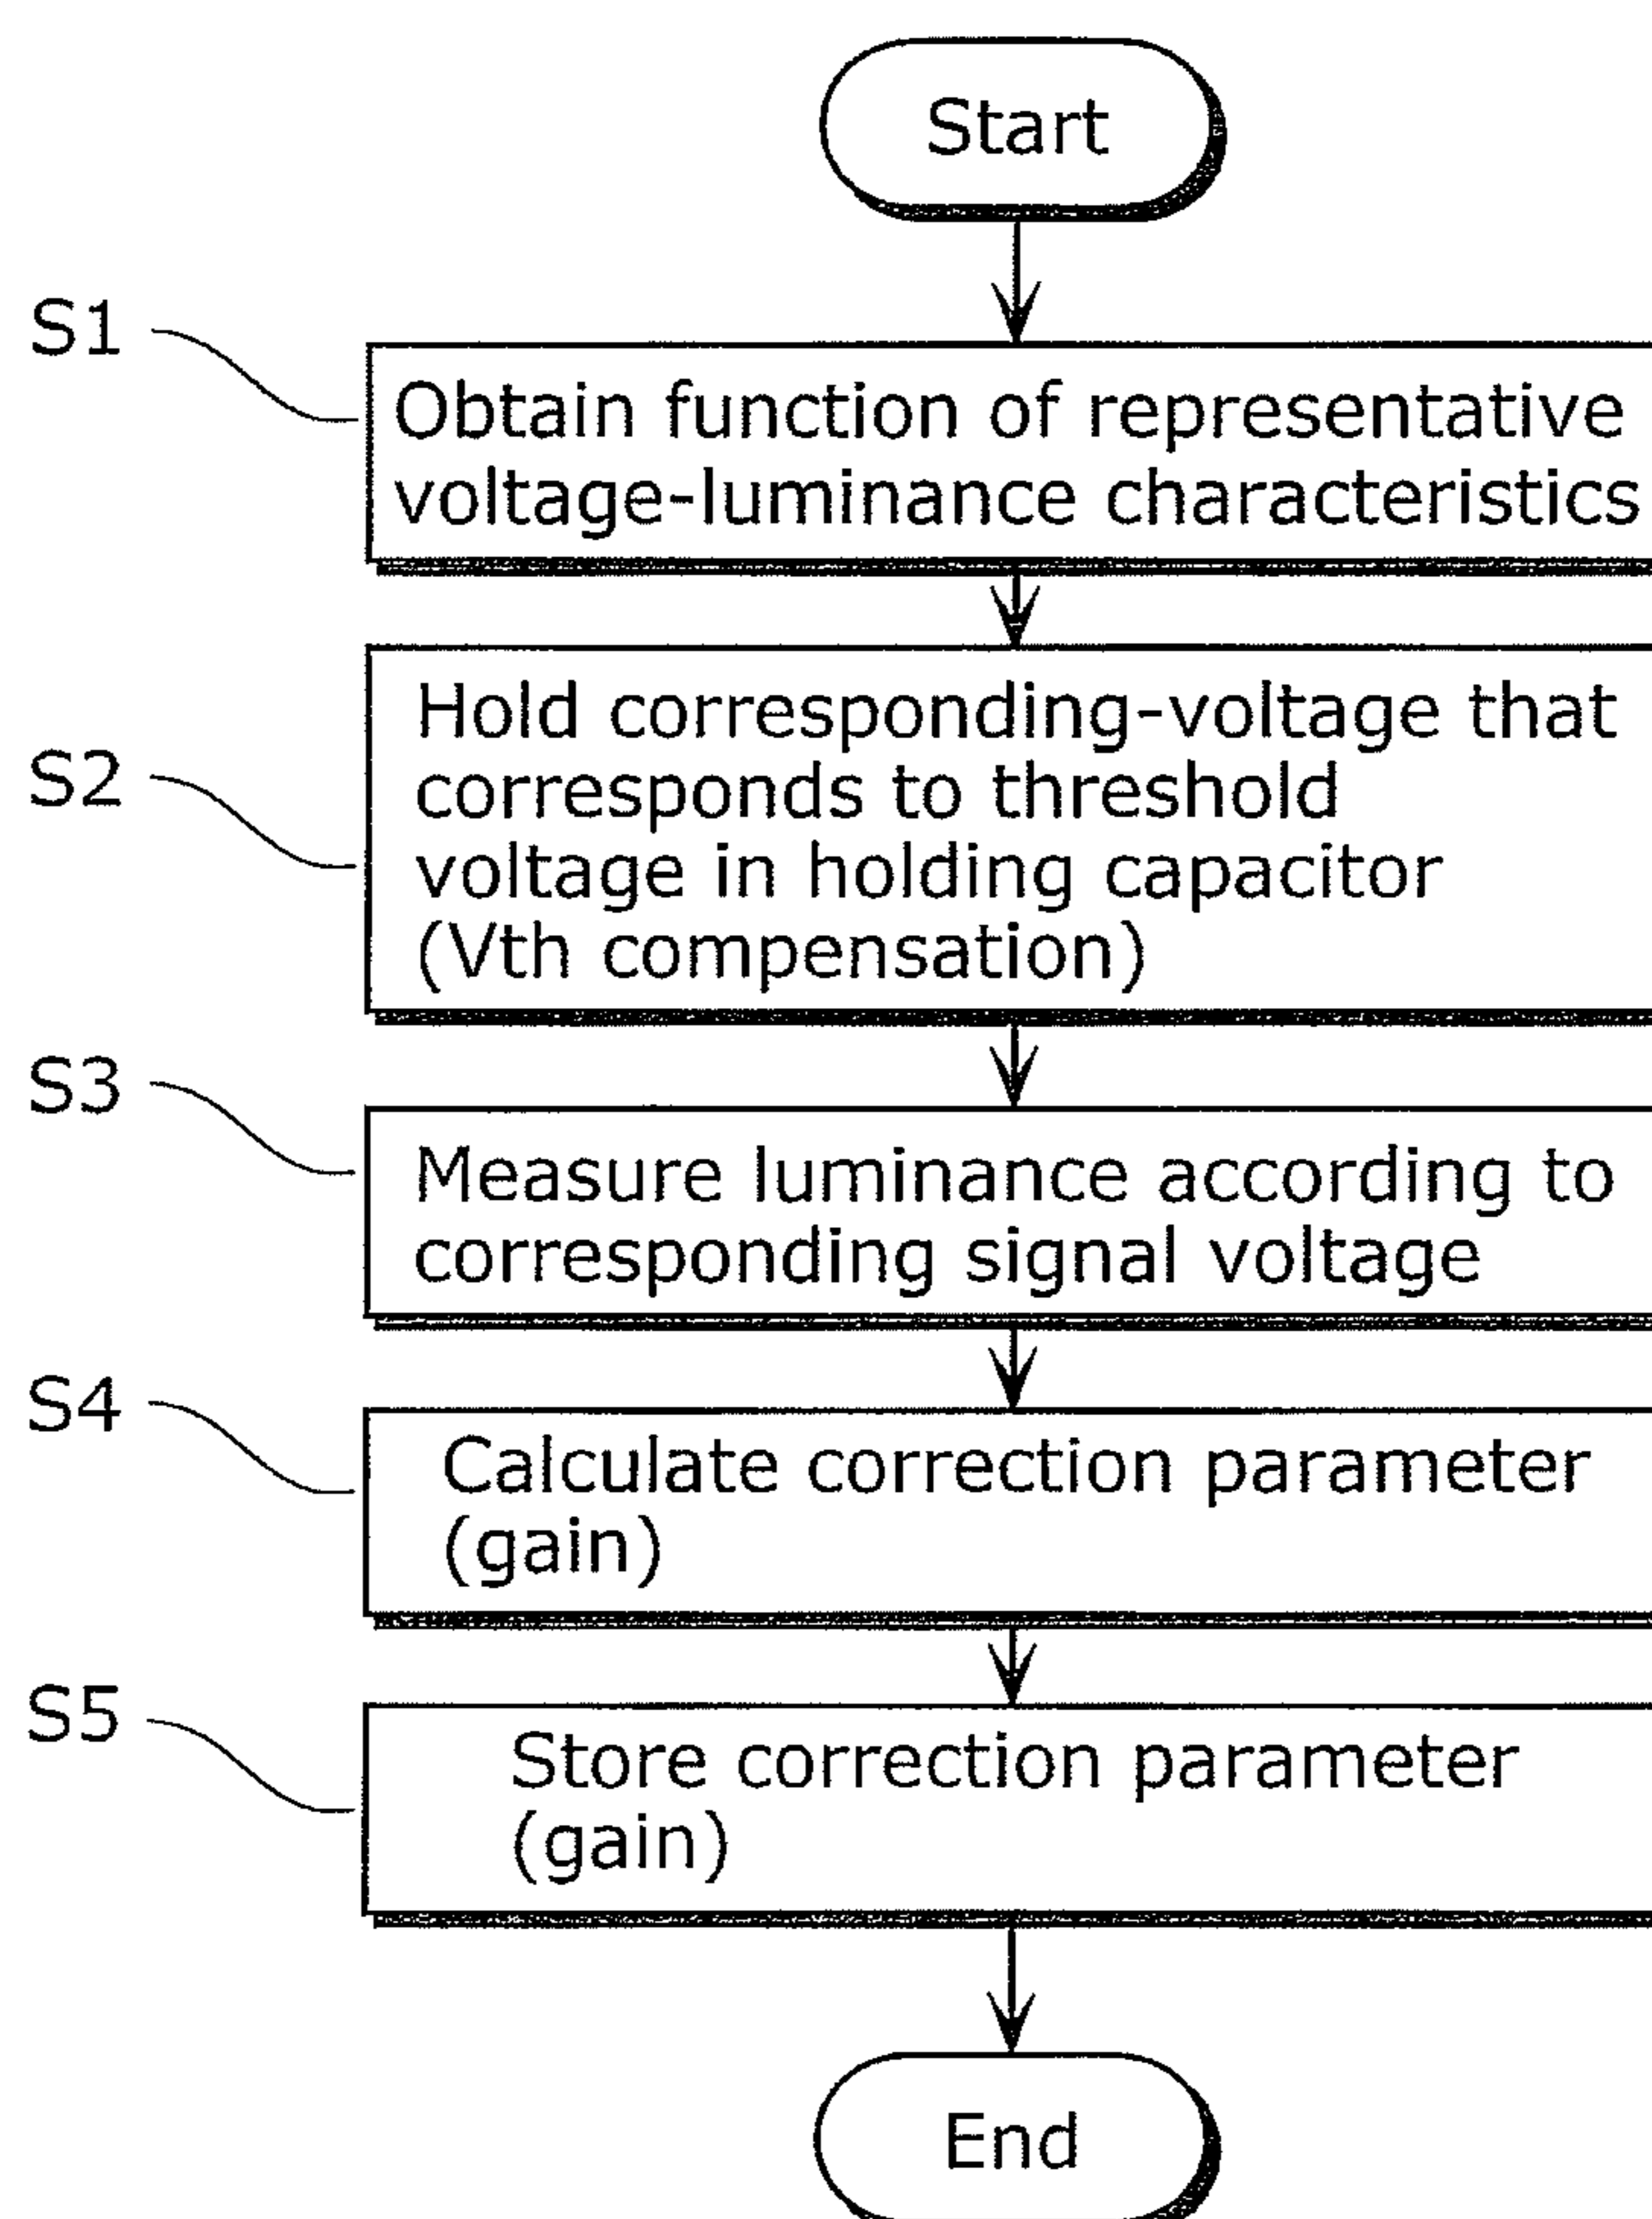 Start
S1
Obtain function of representative
voltage-luminance characteristics
S2
Hold corresponding-voltage that
corresponds to threshold
voltage in holding capacitor
(Vth compensation)
S3
Measure luminance according to
corresponding signal voltage
S4
Calculate correction parameter
(gain)
S5
Store correction parameter
(gain)
End